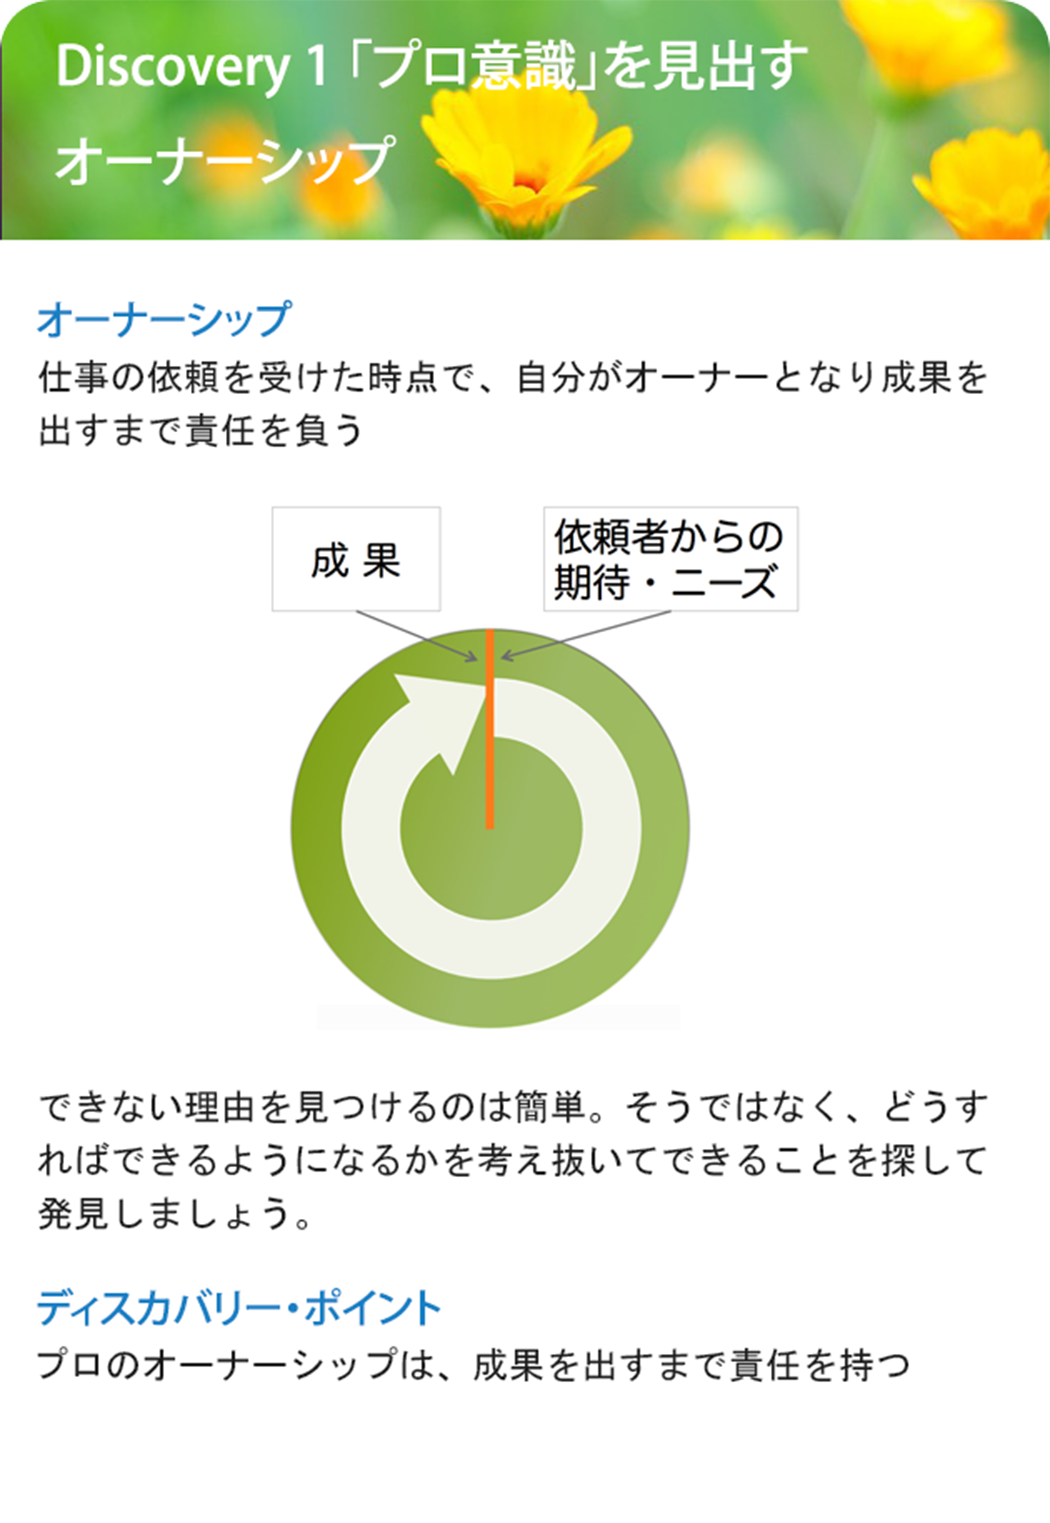 Discovery 1「プロ意識」を見出す
オーナーシップ
オーナーシップ
仕事の依頼を受けた時点で、自分がオーナーとなり成果を
出すまで責任を負う
成 果
依頼者からの
期待・ニーズ
できない理由を見つけるのは簡単。そうではなく、どうす
ればできるようになるかを考え抜いてできることを探して
発見しましょう。
ディスカバリー・ポイント
プロのオーナーシップは、成果を出すまで責任を持つ